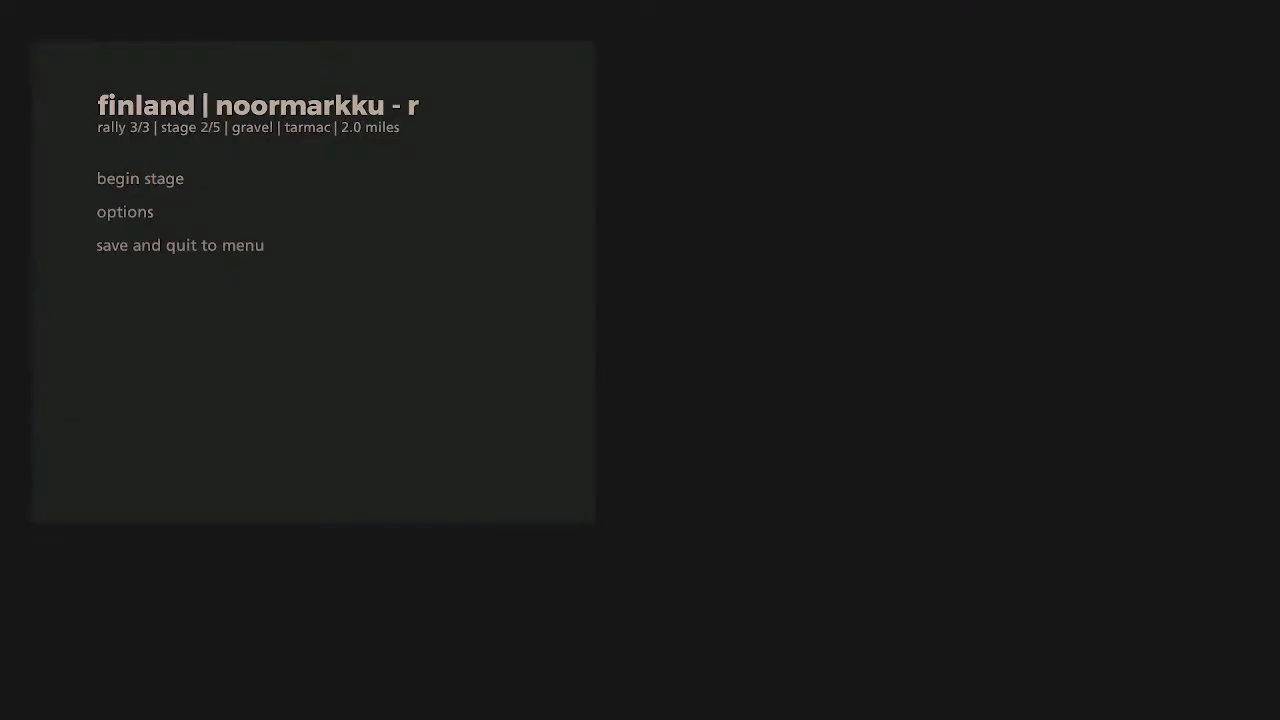 finland | noormarkku - r
rally 3/3 | stage 2/5 | gravel | tarmac | 2.0 miles
begin stage
options
save and quit to menu